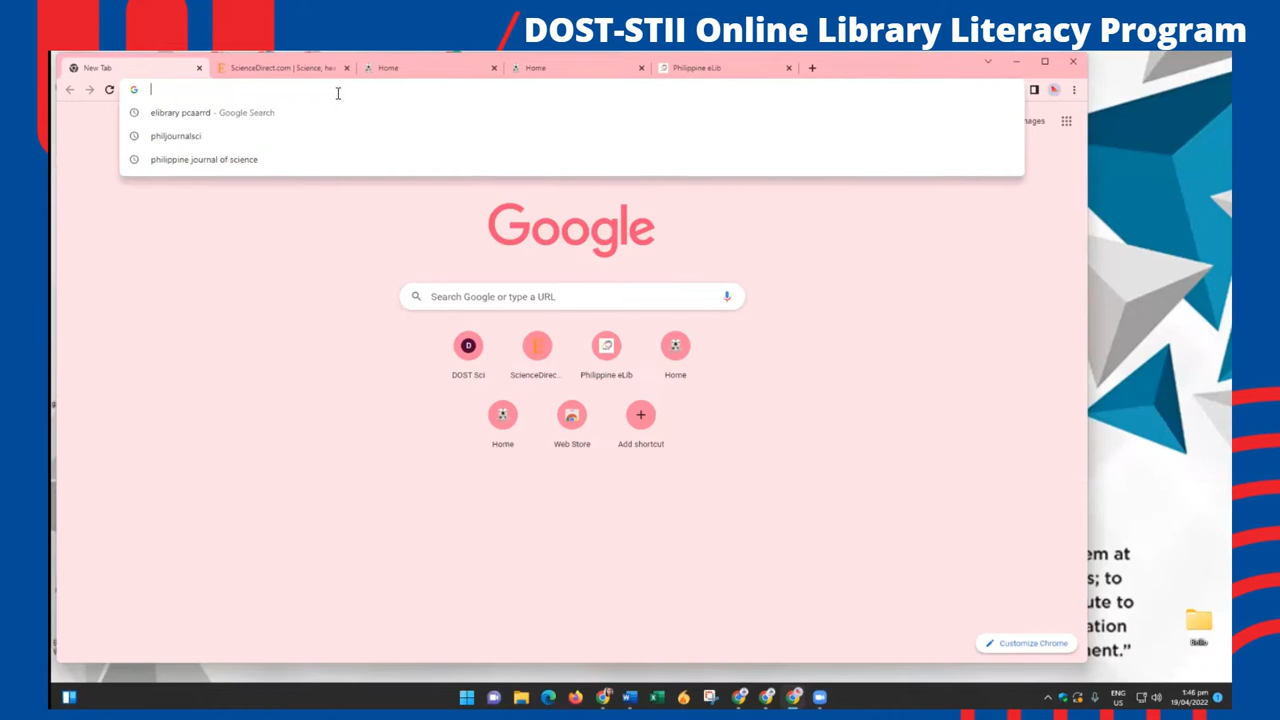 DOST-STII Online Library Literacy Program
New Tab
ScienceDirect.com | Science, hea
Home
Home
Philippine eLib
elibrary pcaarrd - Google Search
philjournalsci
philippine journal of science
mages
Google
Search Google or type a URL
D
DOST Sci
ScienceDirec...
Philippine eLib
Home
Home
Web Store
Add shortcut
em at
s; to
ute to
ation
ent.”
Customize Chrome
ENG
US
1:46 pm
19/04/2022